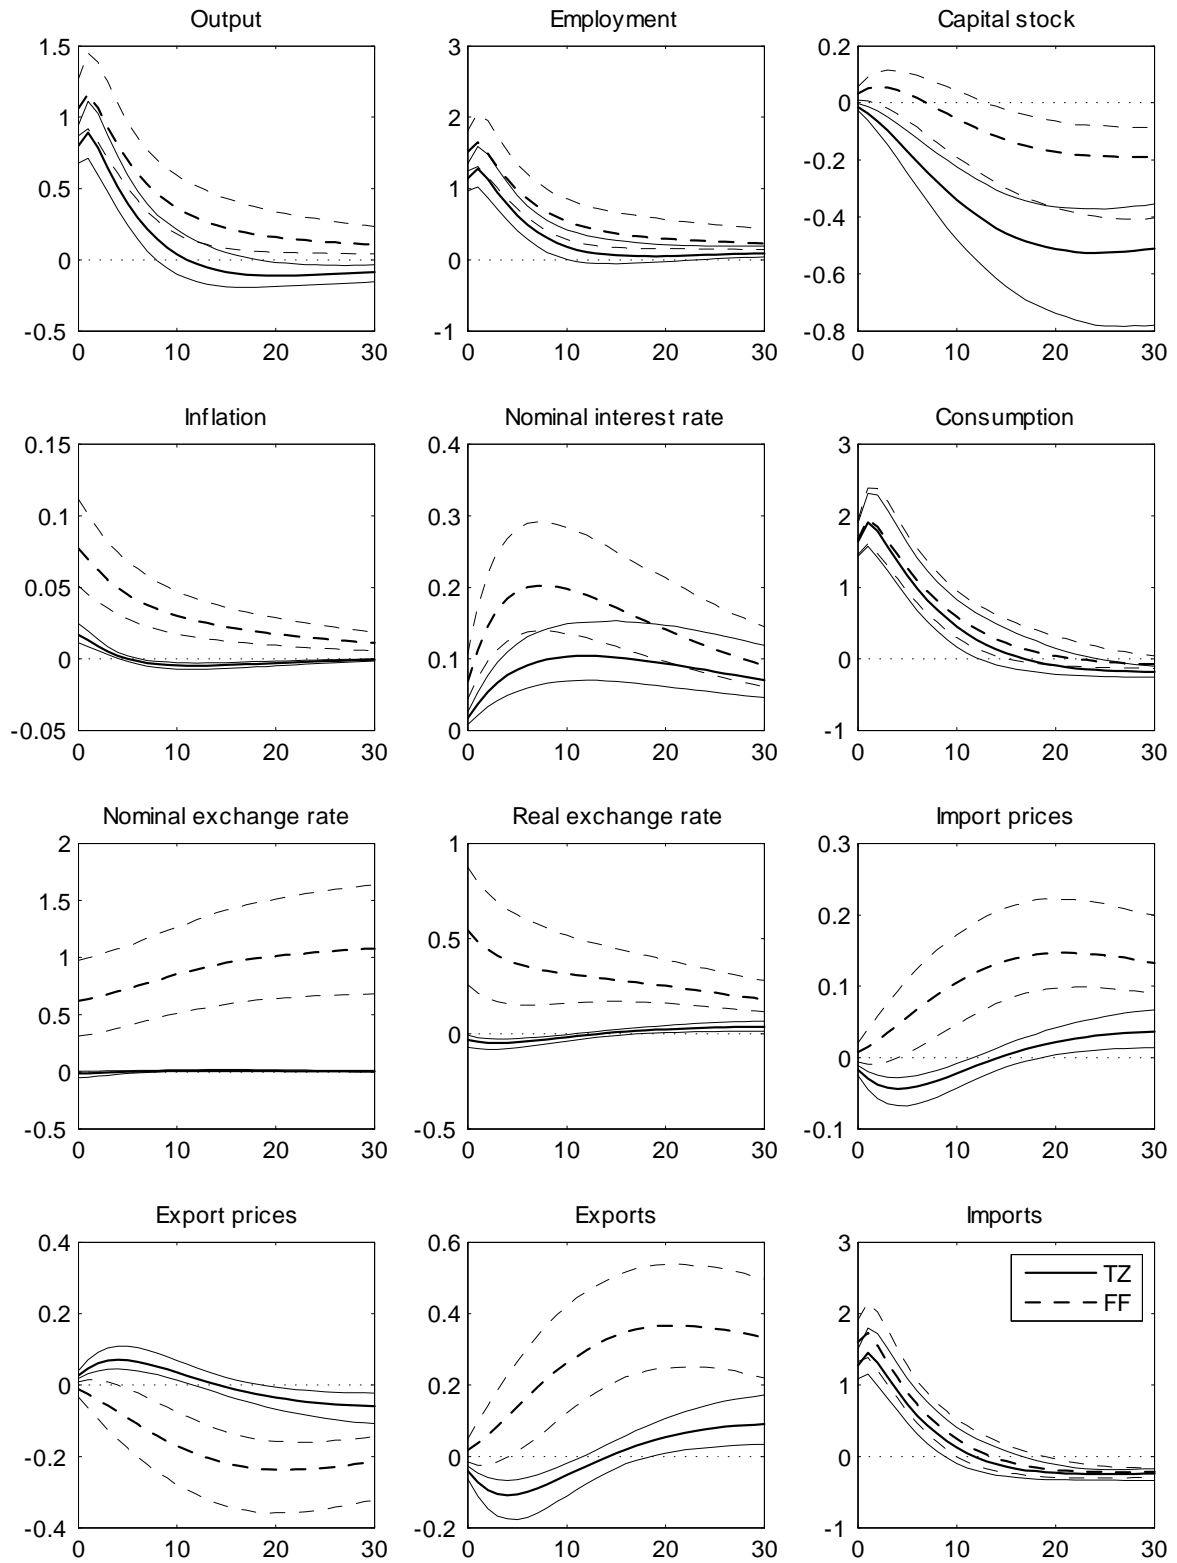 Output
Employment
Capital stock
1.5
1
0.5
0
-0.5
0 10 20 30
3
2
1
0
-1
0 10 20 30
0.2
0
-0.2
-0.4
-0.6
-0.8
0 10 20 30
Inflation
Nominal interest rate
Consumption
0.15
0.1
0.05
0
-0.05
0 10 20 30
0.4
0.3
0.2
0.1
0
0 10 20 30
3
2
1
0
-1
0 10 20 30
Nominal exchange rate
Real exchange rate
Import prices
2
1.5
1
0.5
0
-0.5
0 10 20 30
1
0.5
0
-0.5
0 10 20 30
0.3
0.2
0.1
0
-0.1
0 10 20 30
Export prices
Exports
Imports
0.4
0.2
0
-0.2
-0.4
0 10 20 30
0.6
0.4
0.2
0
-0.2
0 10 20 30
3
2
1
0
-1
0 10 20 30
TZ
FF